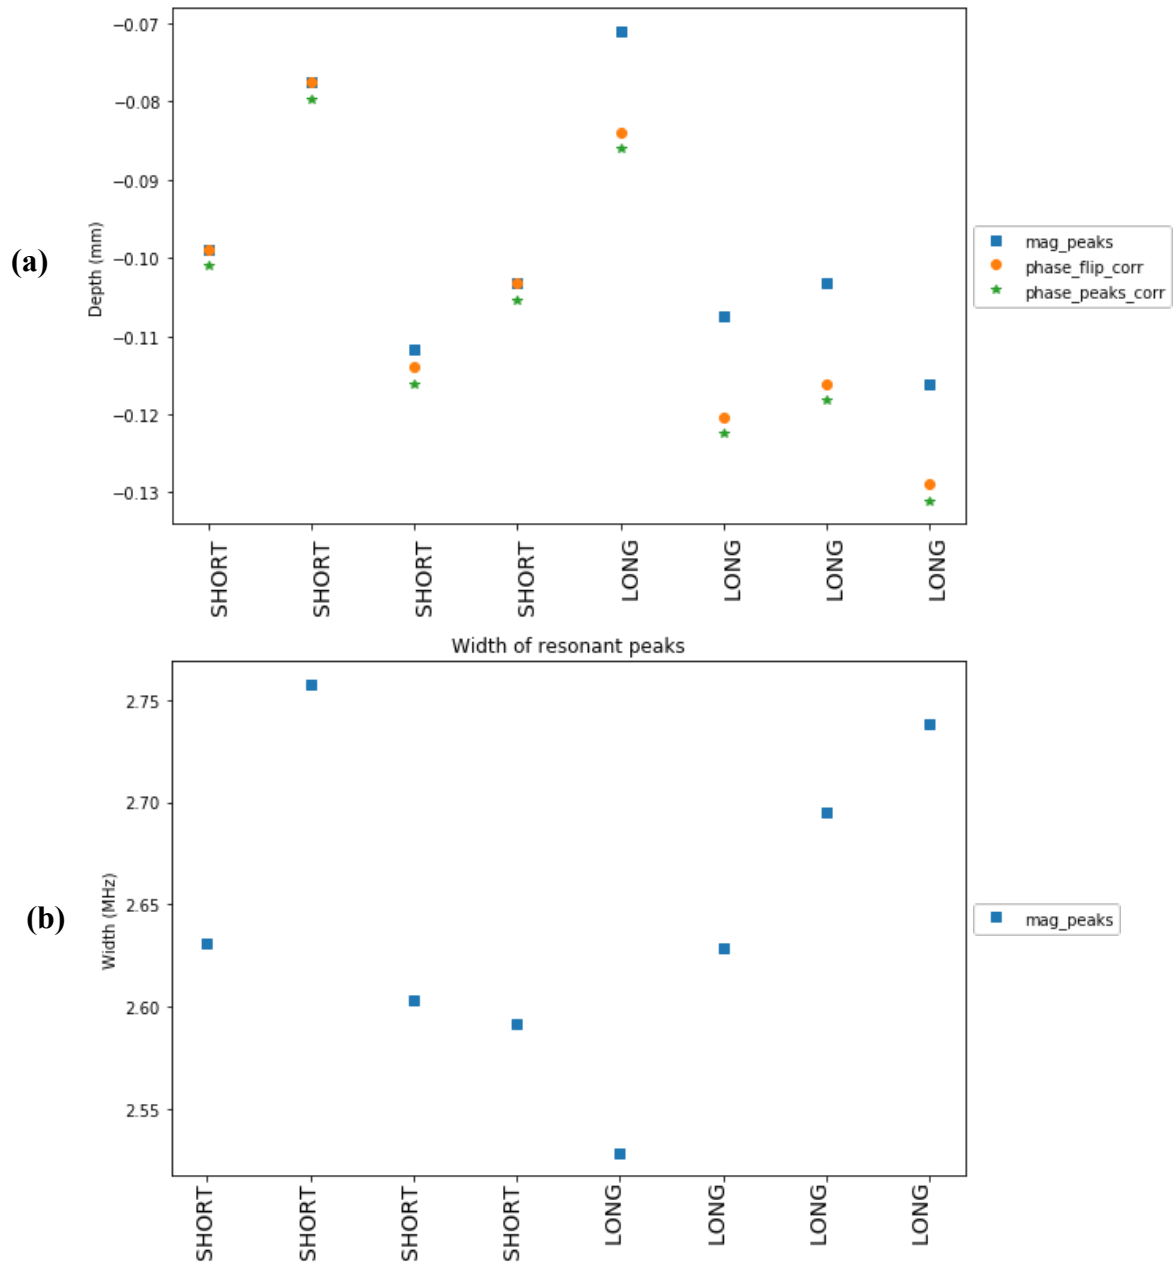 (a)
Depth (mm)
−0.07
−0.08
−0.09
−0.10
−0.11
−0.12
−0.13
SHORT
SHORT
SHORT
SHORT
LONG
LONG
LONG
LONG
mag_peaks
phase_flip_corr
phase_peaks_corr
Width of resonant peaks
(b)
Width (MHz)
2.75
2.70
2.65
2.60
2.55
SHORT
SHORT
SHORT
SHORT
LONG
LONG
LONG
LONG
mag_peaks